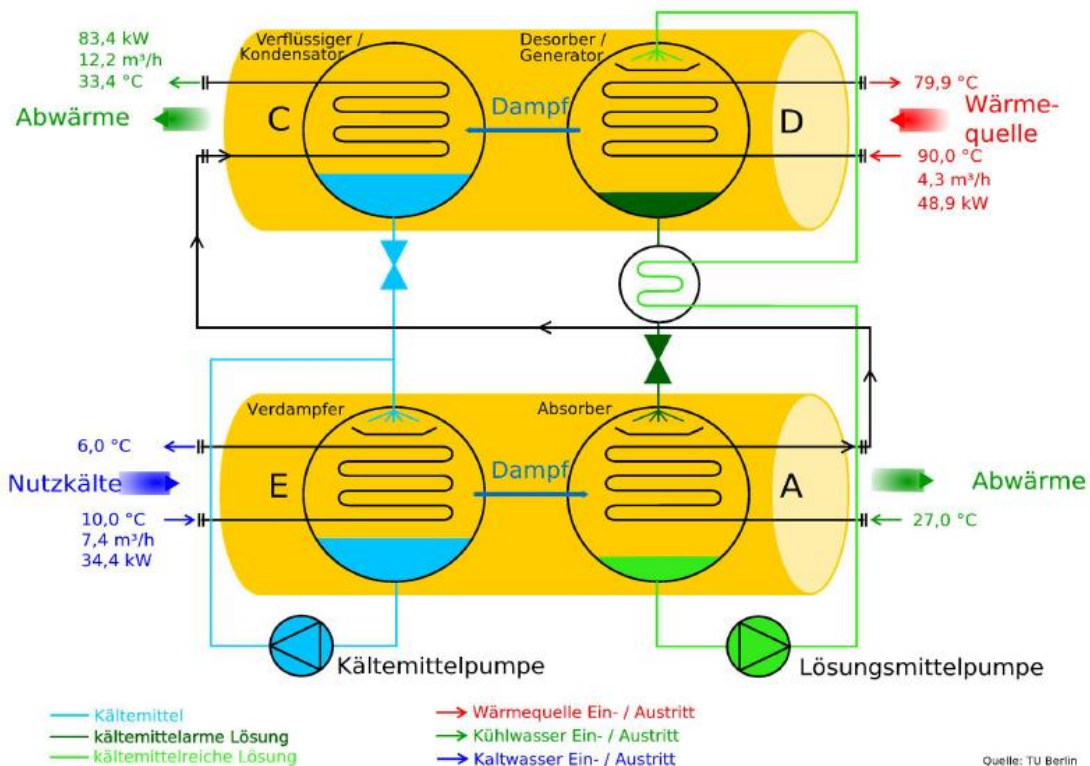 83,4 kW
12,2 m³/h
33,4 °C
Abwärme
Verflüssiger /
Kondensator
C
Dampf
Desorber /
Generator
D
79,9 °C
Wärme-
quelle
90,0 °C
4,3 m³/h
48,9 kW
Verdampfer
6,0 °C
Nutzkälte
10,0 °C
7,4 m³/h
34,4 kW
E
Dampf
Absorber
A
Abwärme
27,0 °C
Kältemittelpumpe
Lösungsmittelpumpe
Kältemittel
kältemittelarme Lösung
kältemittelreiche Lösung
Wärmequelle Ein- / Austritt
Kühlwasser Ein- / Austritt
Kaltwasser Ein- / Austritt
Quelle: TU Berlin